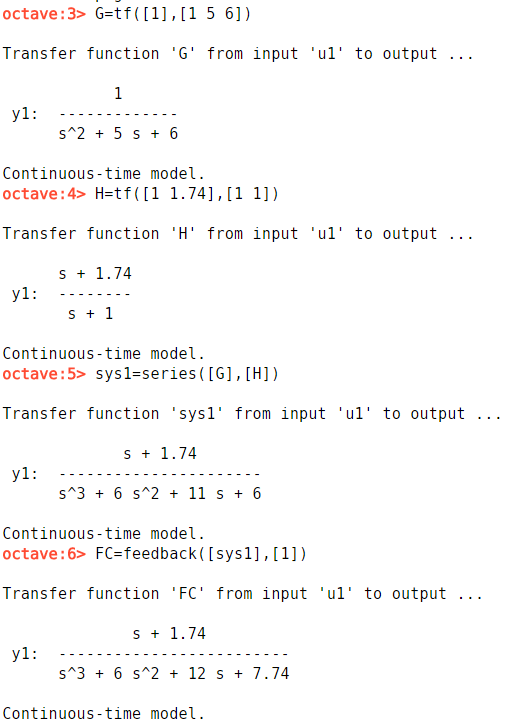 octave:3> G=tf([1],[1 5 6])
Transfer function 'G' from input 'u1' to output ...
1
y1:  -------------
s^2 + 5 s + 6
Continuous-time model.
octave:4> H=tf([1 1.74],[1 1])
Transfer function 'H' from input 'u1' to output ...
s + 1.74
y1:  --------
s + 1
Continuous-time model.
octave:5> sys1=series([G],[H])
Transfer function 'sys1' from input 'u1' to output ...
s + 1.74
y1:  ----------------------
s^3 + 6 s^2 + 11 s + 6
Continuous-time model.
octave:6> FC=feedback([sys1],[1])
Transfer function 'FC' from input 'u1' to output ...
s + 1.74
y1:  -------------------------
s^3 + 6 s^2 + 12 s + 7.74
Continuous-time model.